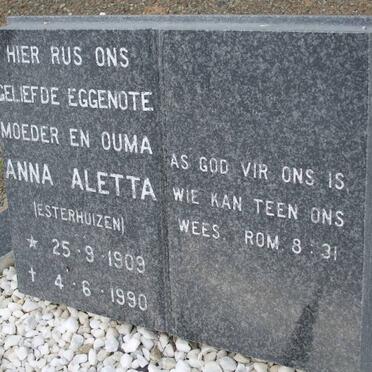 HIER RUS ONS
GELIEFDE EGGENOTE
MOEDER EN OUMA
ANNA ALETTA
(ESTERHUIZEN)
★ 25·9·1909
✝ 4·6·1990
AS GOD VIR ONS IS
WIE KAN TEEN ONS
WEES. ROM 8:31